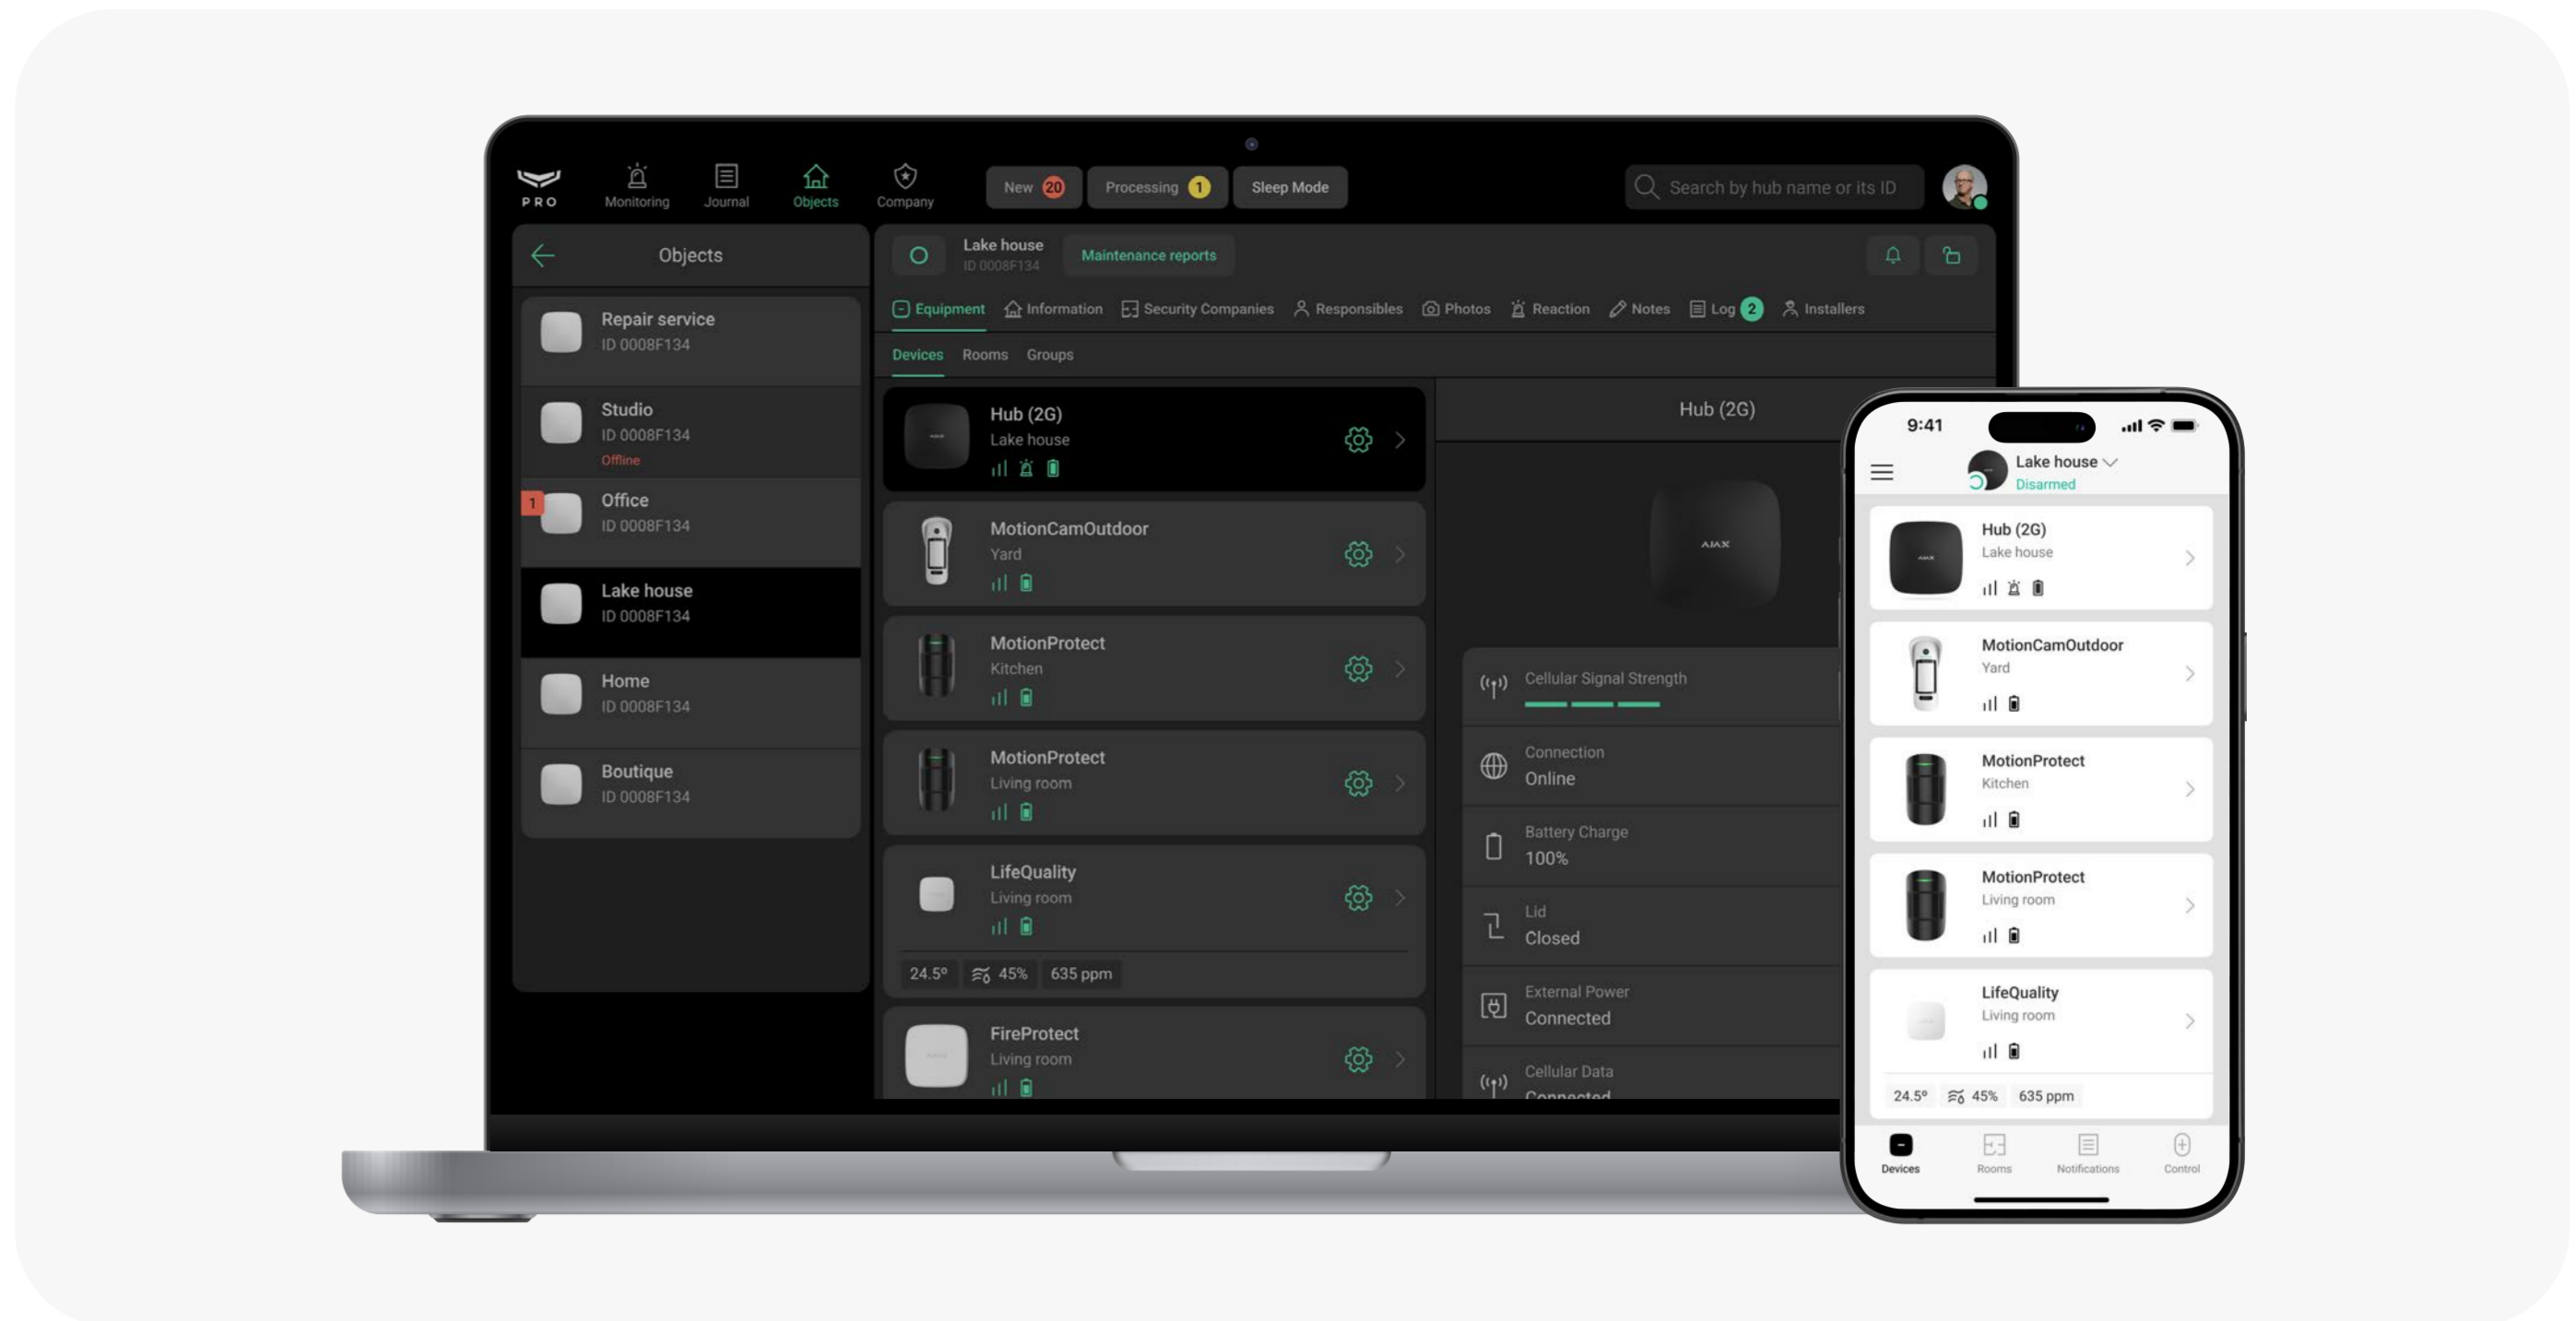 PRO
Monitoring
Journal
Objects
Company
New 20
Processing 1
Sleep Mode
Search by hub name or its ID
Objects
Repair service
ID 0008F134
Studio
ID 0008F134
Offline
1
Office
ID 0008F134
Lake house
ID 0008F134
Home
ID 0008F134
Boutique
ID 0008F134
Lake house
ID 0008F134
Maintenance reports
Equipment
Information
Security Companies
Responsibles
Photos
Reaction
Notes
Log 2
Installers
Devices
Rooms
Groups
Hub (2G)
Lake house
MotionCamOutdoor
Yard
MotionProtect
Kitchen
MotionProtect
Living room
LifeQuality
Living room
24.5º
45%
635 ppm
FireProtect
Living room
Hub (2G)
AJAX
Cellular Signal Strength
Connection
Online
Battery Charge
100%
Lid
Closed
External Power
Connected
Cellular Data
Connected
9:41
Lake house
Disarmed
AJAX
Hub (2G)
Lake house
MotionCamOutdoor
Yard
MotionProtect
Kitchen
MotionProtect
Living room
LifeQuality
Living room
24.5º
45%
635 ppm
Devices
Rooms
Notifications
Control